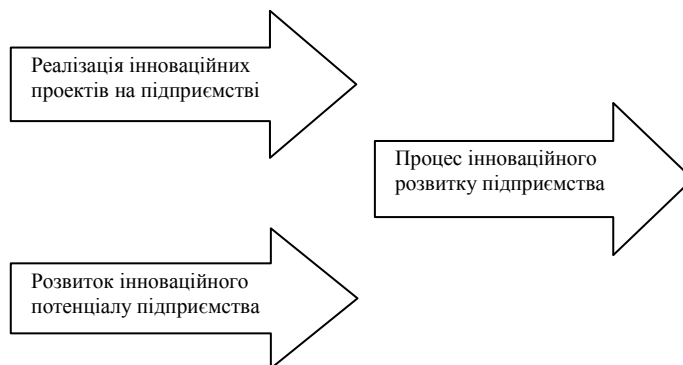 Реалізація інноваційних
проектів на підприємстві
Процес інноваційного
розвитку підприємства
Розвиток інноваційного
потенціалу підприємства